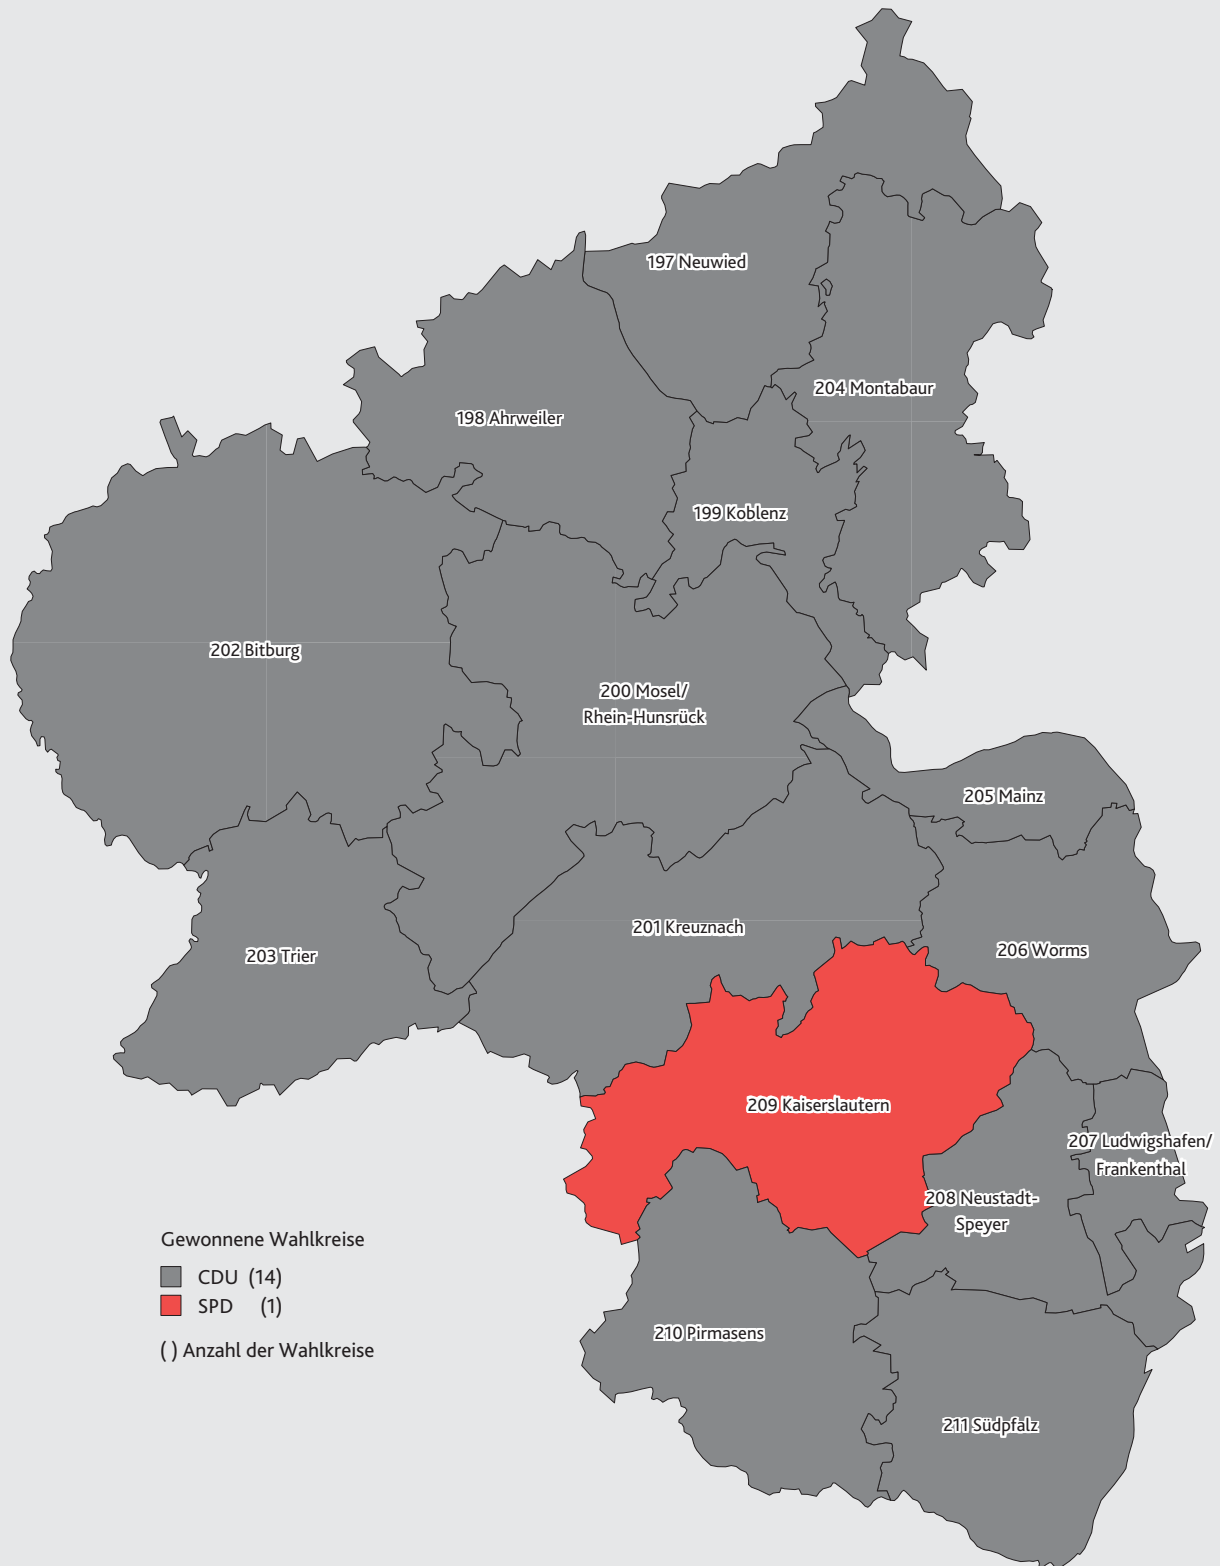 197 Neuwied
204 Montabaur
198 Ahrweiler
199 Koblenz
202 Bitburg
200 Mosel/
Rhein-Hunsrück
205 Mainz
201 Kreuznach
206 Worms
203 Trier
209 Kaiserslautern
207 Ludwigshafen/
Frankenthal
208 Neustadt-
Speyer
Gewonnene Wahlkreise
CDU (14)
SPD (1)
( ) Anzahl der Wahlkreise
210 Pirmasens
211 Südpfalz